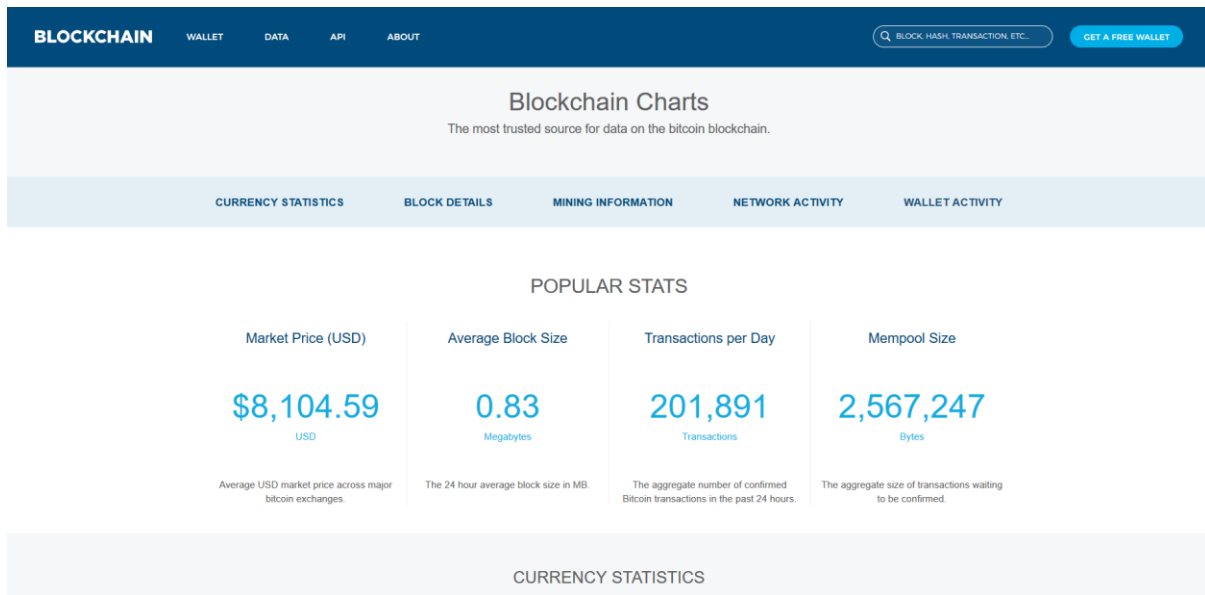 BLOCKCHAIN WALLET DATA API ABOUT BLOCK, HASH, TRANSACTION, ETC... GET A FREE WALLET
Blockchain Charts
The most trusted source for data on the bitcoin blockchain.
CURRENCY STATISTICS BLOCK DETAILS MINING INFORMATION NETWORK ACTIVITY WALLET ACTIVITY
POPULAR STATS
Market Price (USD)
$8,104.59
USD
Average USD market price across major
bitcoin exchanges.
Average Block Size
0.83
Megabytes
The 24 hour average block size in MB.
Transactions per Day
201,891
Transactions
The aggregate number of confirmed
Bitcoin transactions in the past 24 hours.
Mempool Size
2,567,247
Bytes
The aggregate size of transactions waiting
to be confirmed.
CURRENCY STATISTICS